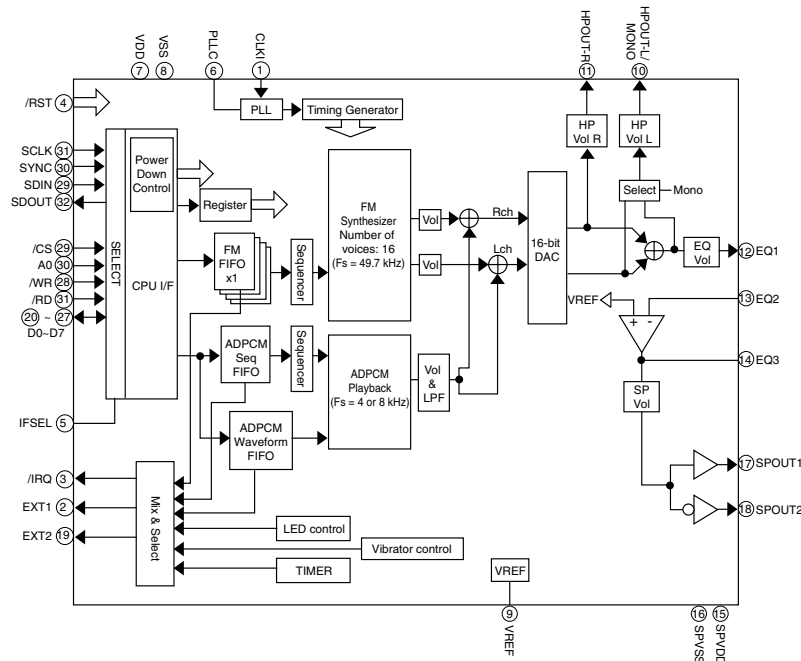 VDD 7
VSS 8
PLLC 6
CLKI 1
HPOUT-R 11
HPOUT-L/
MONO 10
/RST 4
PLL
Timing Generator
HP
Vol R
HP
Vol L
SCLK 31
SYNC 30
SDIN 29
SDOUT 32
SELECT
Power
Down
Control
CPU I/F
Register
FM
Synthesizer
Number of
voices: 16
(Fs = 49.7 kHz)
Vol
Vol
Rch
Lch
16-bit
DAC
Select
Mono
EQ
Vol
12 EQ1
/CS 29
A0 30
/WR 28
/RD 31
20 ~ 27
D0~D7
FM
FIFO
x1
Sequencer
VREF
+ -
13 EQ2
14 EQ3
ADPCM
Seq
FIFO
Sequencer
ADPCM
Playback
(Fs = 4 or 8 kHz)
Vol
&
LPF
SP
Vol
IFSEL 5
ADPCM
Waveform
FIFO
17 SPOUT1
18 SPOUT2
/IRQ 3
EXT1 2
EXT2 19
Mix & Select
LED control
Vibrator control
TIMER
VREF
9 VREF
16 SPVSS
15 SPVDD